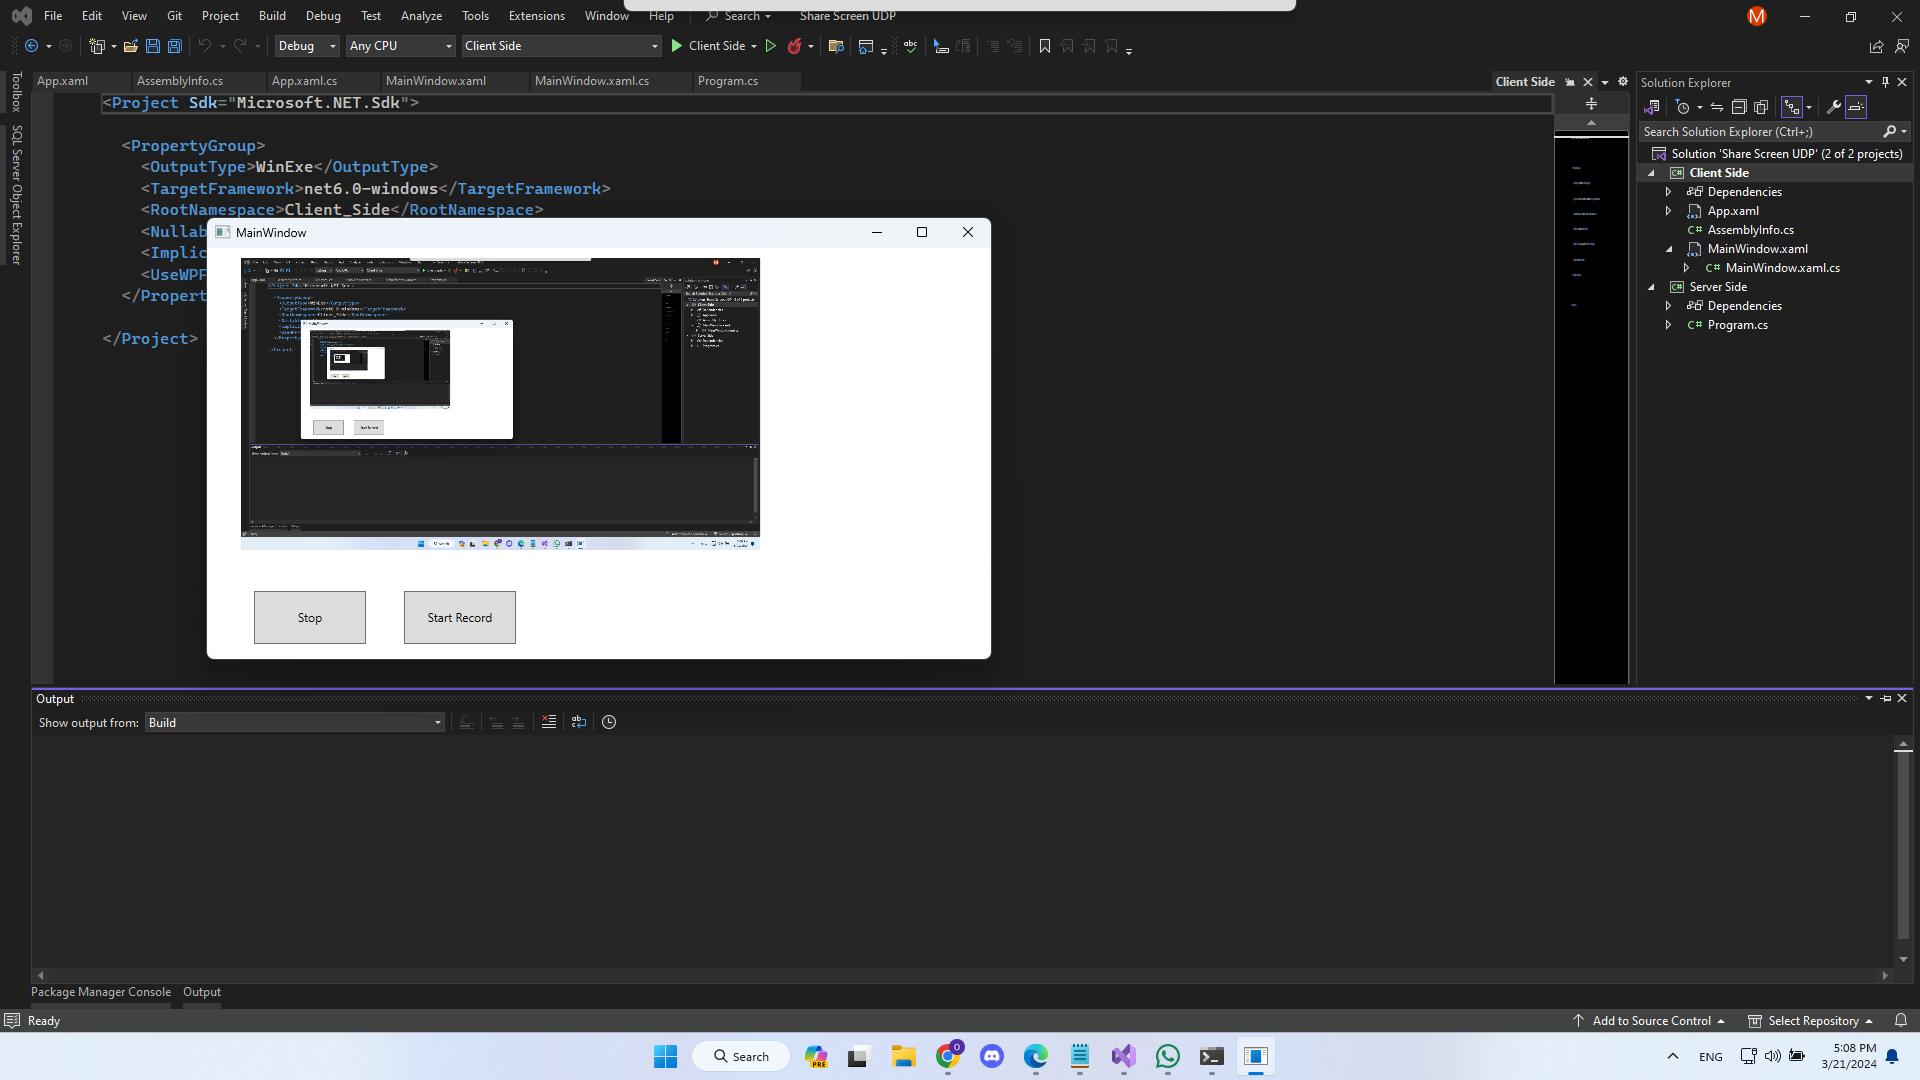 File Edit View Git Project Build Debug Test Analyze Tools Extensions Window Help Search Share Screen UDP M
Debug Any CPU Client Side Client Side
App.xaml AssemblyInfo.cs App.xaml.cs MainWindow.xaml MainWindow.xaml.cs Program.cs Client Side
Toolbox
SQL Server Object Explorer
<Project Sdk="Microsoft.NET.Sdk">
<PropertyGroup>
<OutputType>WinExe</OutputType>
<TargetFramework>net6.0-windows</TargetFramework>
<RootNamespace>Client_Side</RootNamespace>
<Nullab
<Implic
<UseWPF
</Propert
</Project>
MainWindow
Stop Start Record
Solution Explorer
Search Solution Explorer (Ctrl+;)
Solution 'Share Screen UDP' (2 of 2 projects)
Client Side
Dependencies
App.xaml
C# AssemblyInfo.cs
MainWindow.xaml
C# MainWindow.xaml.cs
Server Side
Dependencies
C# Program.cs
Output
Show output from: Build
Package Manager Console Output
Ready Add to Source Control Select Repository
Search PRE 0 ENG 5:08 PM
3/21/2024